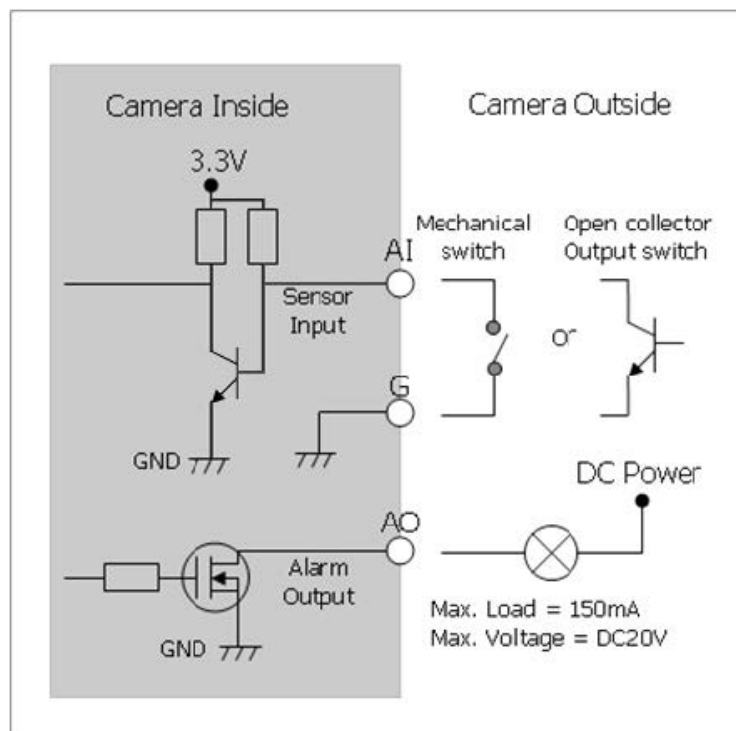 Camera Inside
Camera Outside
3.3V
AI
Sensor
Input
Mechanical
switch
Open collector
Output switch
or
G
GND
DC Power
AO
Alarm
Output
GND
Max. Load = 150mA
Max. Voltage = DC20V